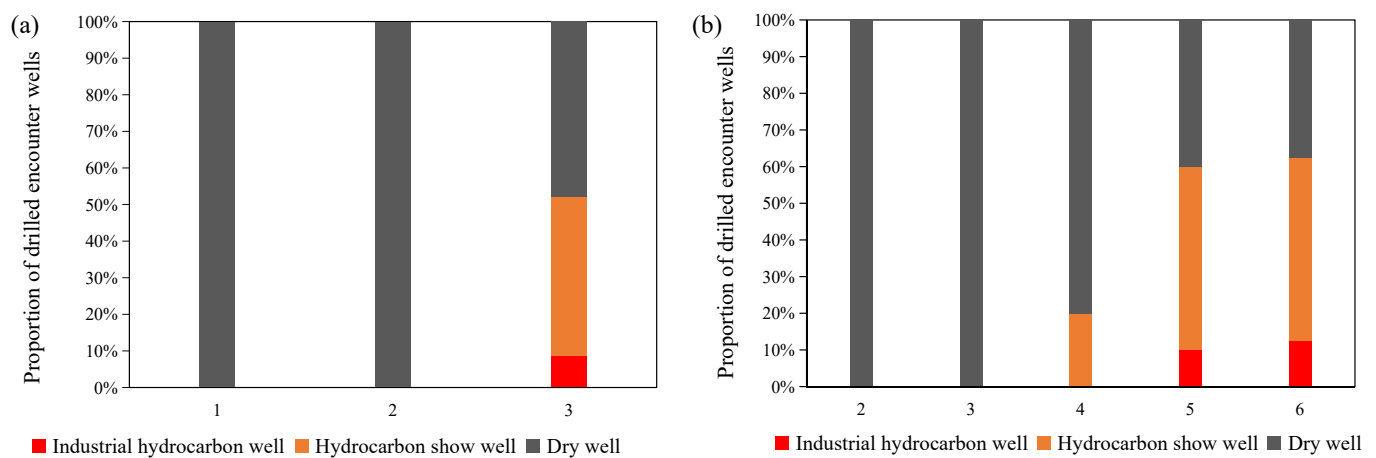 (a)
Proportion of drilled encounter wells
100%
90%
80%
70%
60%
50%
40%
30%
20%
10%
0%
1 2 3
Industrial hydrocarbon well Hydrocarbon show well Dry well
(b)
Proportion of drilled encounter wells
100%
90%
80%
70%
60%
50%
40%
30%
20%
10%
0%
2 3 4 5 6
Industrial hydrocarbon well Hydrocarbon show well Dry well